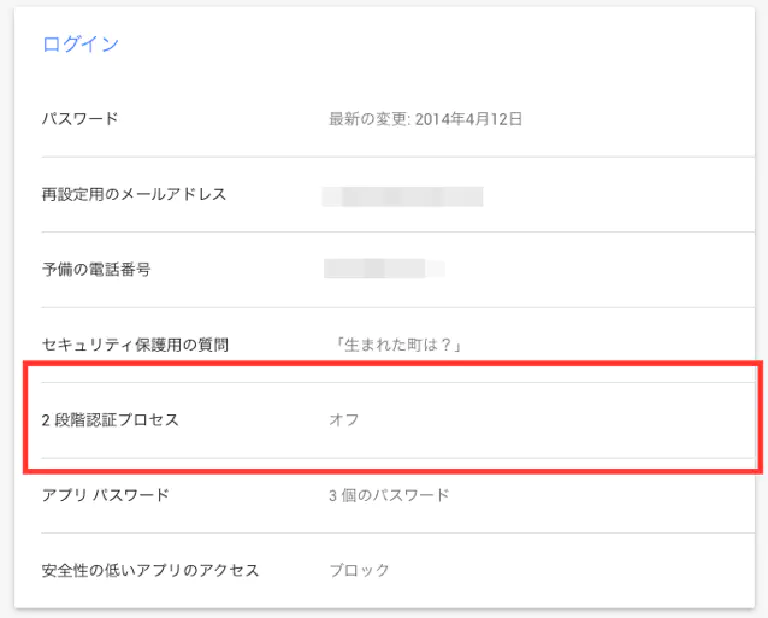 ログイン
パスワード 最新の変更: 2014年4月12日
再設定用のメールアドレス
予備の電話番号
セキュリティ保護用の質問 「生まれた町は？」
2 段階認証プロセス オフ
アプリ パスワード 3 個のパスワード
安全性の低いアプリのアクセス ブロック